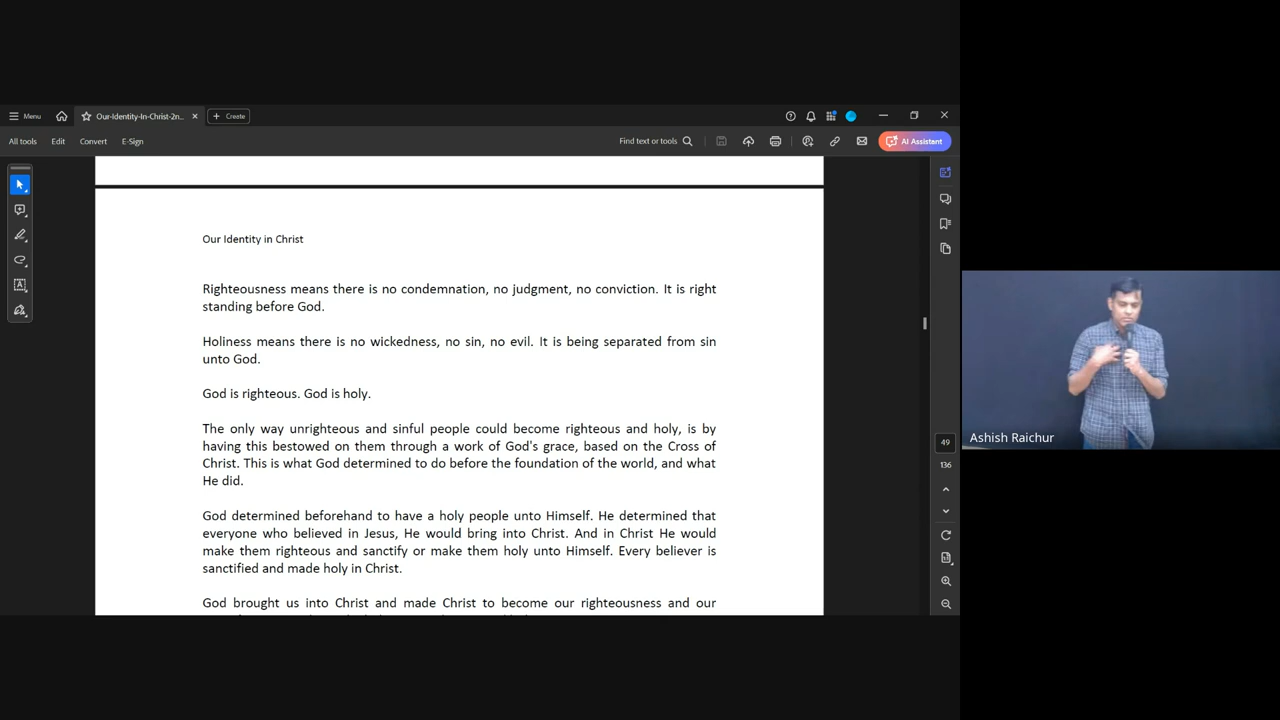 Menu
Our-Identity-In-Christ-2n...
Create
All tools
Edit
Convert
E-Sign
Find text or tools
AI Assistant
Our Identity in Christ
Righteousness means there is no condemnation, no judgment, no conviction. It is right
standing before God.
Holiness means there is no wickedness, no sin, no evil. It is being separated from sin
unto God.
God is righteous. God is holy.
The only way unrighteous and sinful people could become righteous and holy, is by
having this bestowed on them through a work of God's grace, based on the Cross of
Christ. This is what God determined to do before the foundation of the world, and what
He did.
God determined beforehand to have a holy people unto Himself. He determined that
everyone who believed in Jesus, He would bring into Christ. And in Christ He would
make them righteous and sanctify or make them holy unto Himself. Every believer is
sanctified and made holy in Christ.
God brought us into Christ and made Christ to become our righteousness and our
49
136
Ashish Raichur